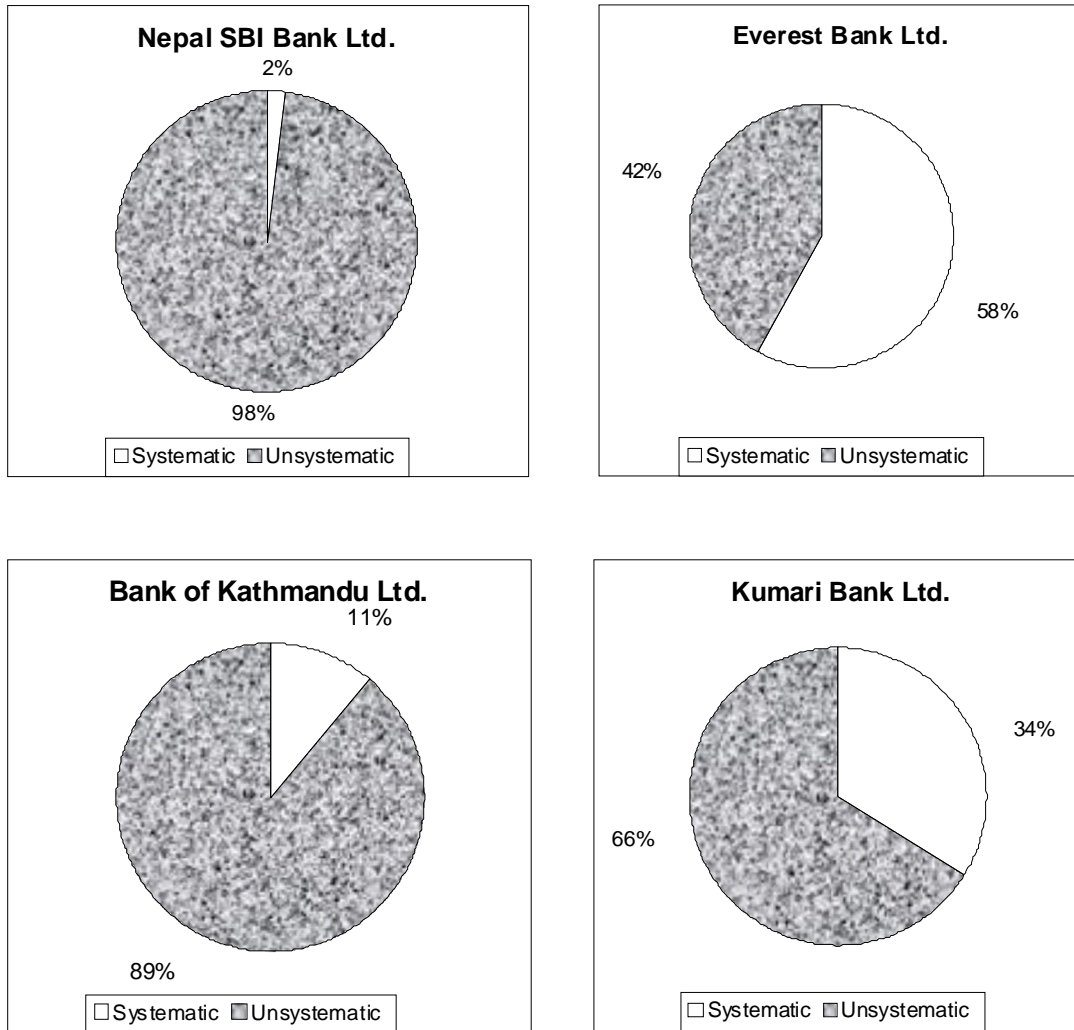 Nepal SBI Bank Ltd.
2%
98%
Systematic Unsystematic
Everest Bank Ltd.
42%
58%
Systematic Unsystematic
Bank of Kathmandu Ltd.
11%
89%
Systematic Unsystematic
Kumari Bank Ltd.
34%
66%
Systematic Unsystematic